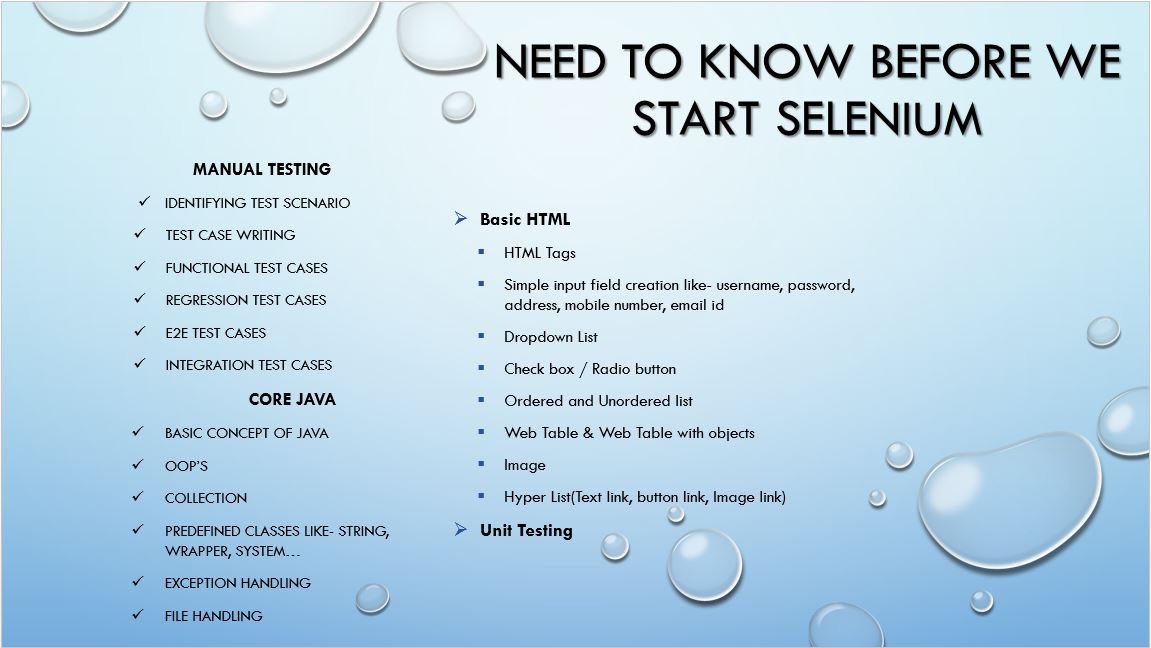 NEED TO KNOW BEFORE WE
START SELENIUM
MANUAL TESTING
IDENTIFYING TEST SCENARIO
TEST CASE WRITING
FUNCTIONAL TEST CASES
REGRESSION TEST CASES
E2E TEST CASES
INTEGRATION TEST CASES
CORE JAVA
BASIC CONCEPT OF JAVA
OOP'S
COLLECTION
PREDEFINED CLASSES LIKE- STRING,
WRAPPER, SYSTEM...
EXCEPTION HANDLING
FILE HANDLING
Basic HTML
HTML Tags
Simple input field creation like- username, password,
address, mobile number, email id
Dropdown List
Check box / Radio button
Ordered and Unordered list
Web Table & Web Table with objects
Image
Hyper List(Text link, button link, Image link)
Unit Testing